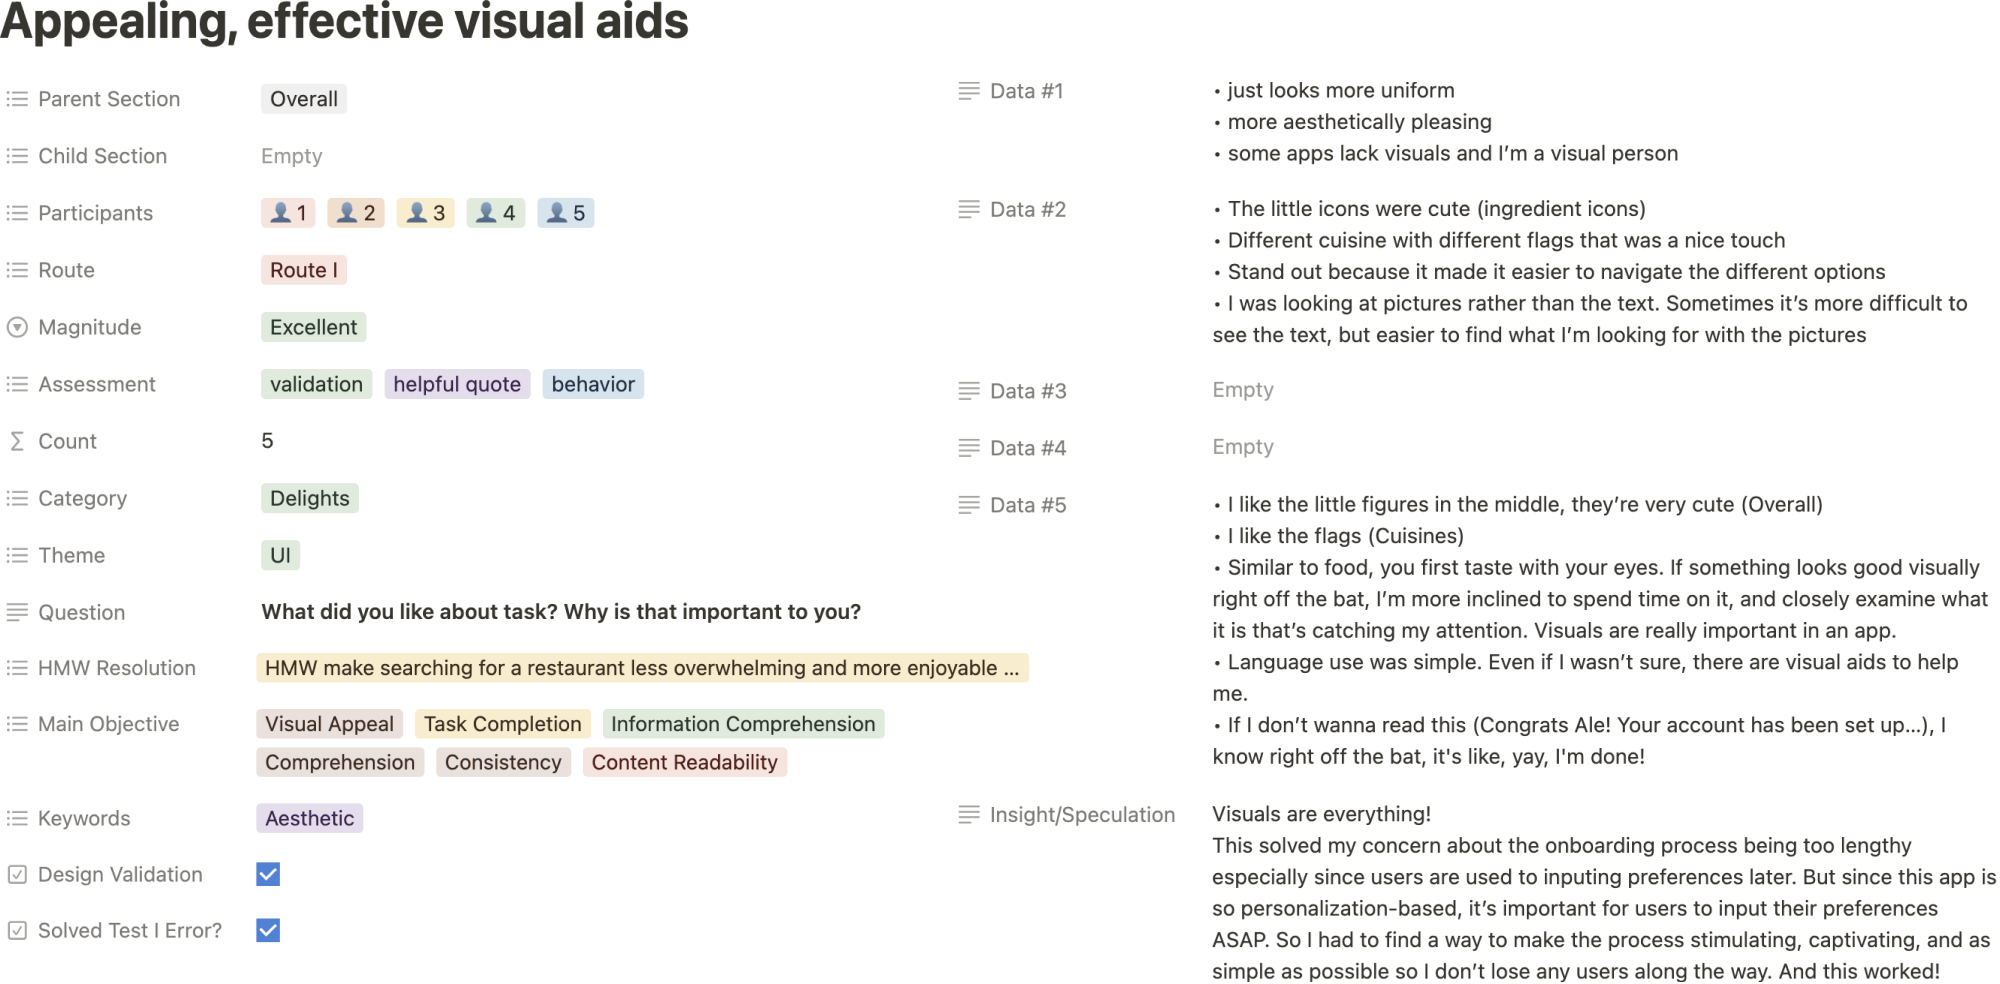 Appealing, effective visual aids
Parent Section
Overall
Child Section
Empty
Participants
1 2 3 4 5
Route
Route I
Magnitude
Excellent
Assessment
validation helpful quote behavior
Count
5
Category
Delights
Theme
UI
Question
What did you like about task? Why is that important to you?
HMW Resolution
HMW make searching for a restaurant less overwhelming and more enjoyable ...
Main Objective
Visual Appeal Task Completion Information Comprehension
Comprehension Consistency Content Readability
Keywords
Aesthetic
Design Validation
Solved Test I Error?
Data #1
• just looks more uniform
• more aesthetically pleasing
• some apps lack visuals and I’m a visual person
Data #2
• The little icons were cute (ingredient icons)
• Different cuisine with different flags that was a nice touch
• Stand out because it made it easier to navigate the different options
• I was looking at pictures rather than the text. Sometimes it’s more difficult to
see the text, but easier to find what I’m looking for with the pictures
Data #3
Empty
Data #4
Empty
Data #5
• I like the little figures in the middle, they’re very cute (Overall)
• I like the flags (Cuisines)
• Similar to food, you first taste with your eyes. If something looks good visually
right off the bat, I’m more inclined to spend time on it, and closely examine what
it is that’s catching my attention. Visuals are really important in an app.
• Language use was simple. Even if I wasn’t sure, there are visual aids to help
me.
• If I don’t wanna read this (Congrats Ale! Your account has been set up…), I
know right off the bat, it's like, yay, I'm done!
Insight/Speculation
Visuals are everything!
This solved my concern about the onboarding process being too lengthy
especially since users are used to inputing preferences later. But since this app is
so personalization-based, it’s important for users to input their preferences
ASAP. So I had to find a way to make the process stimulating, captivating, and as
simple as possible so I don’t lose any users along the way. And this worked!